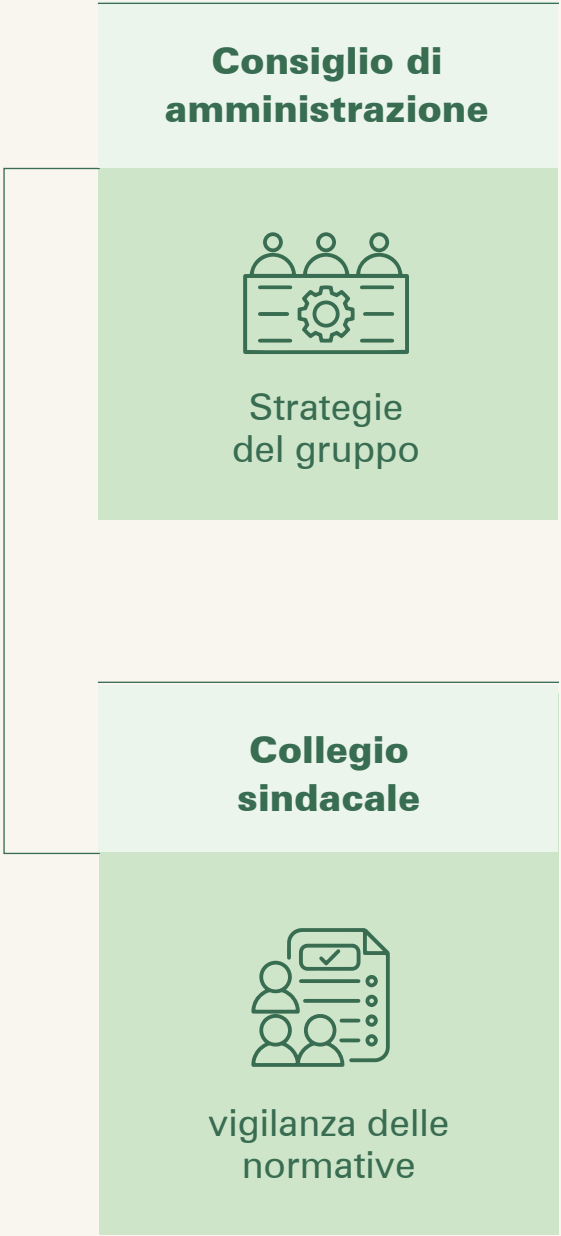 Consiglio di
amministrazione
Strategie
del gruppo
Collegio
sindacale
vigilanza delle
normative